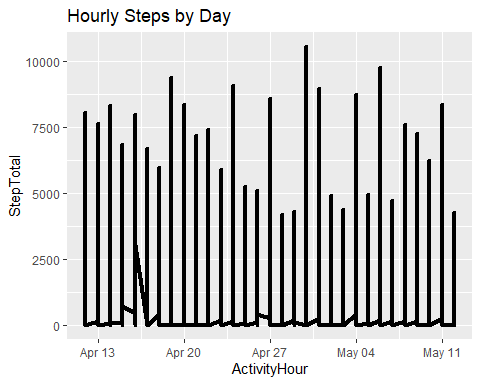 Hourly Steps by Day
StepTotal
10000
7500
5000
2500
0
Apr 13 Apr 20 Apr 27 May 04 May 11
ActivityHour